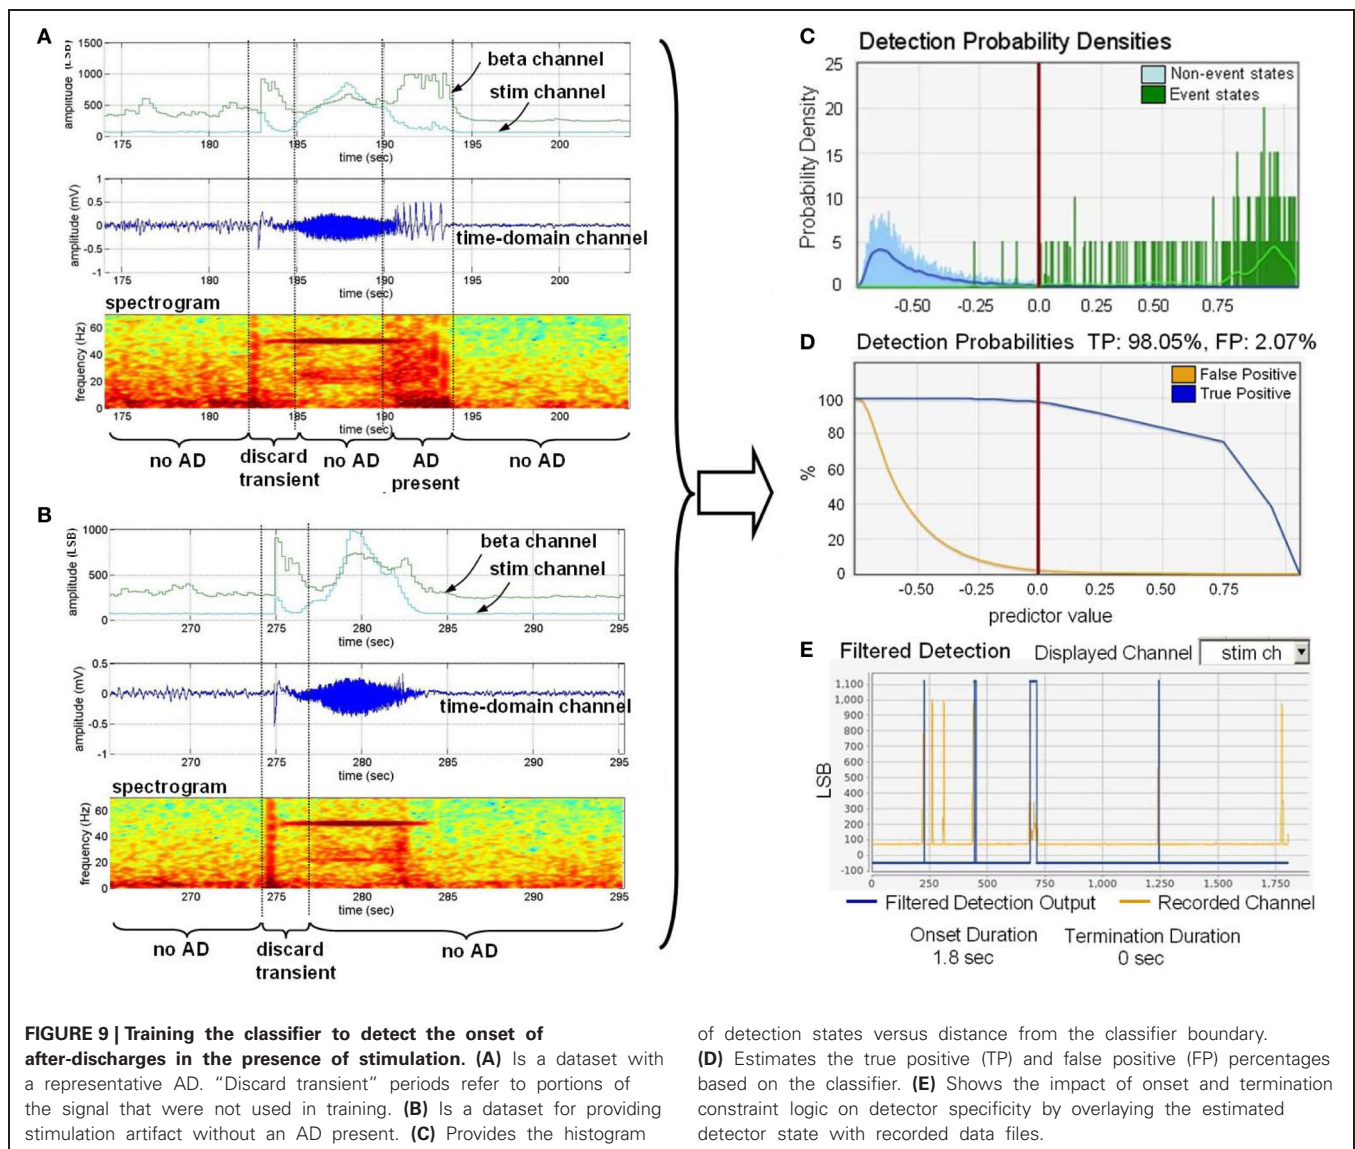 A
1500
1000
500
0
amplitude (LSB)
beta channel
stim channel
175 180 185 190 195 200
time (sec)
1
0.5
0
-0.5
-1
amplitude (mV)
time-domain channel
175 180 185 190 195 200
time (sec)
spectrogram
60
40
20
0
frequency (Hz)
175 180 185 190 195 200
time (sec)
no AD
discard
transient
no AD
AD
present
no AD
B
1000
500
0
amplitude (LSB)
beta channel
stim channel
270 275 280 285 290 295
time (sec)
0.5
0
-0.5
-1
amplitude (mV)
time-domain channel
270 275 280 285 290 295
time (sec)
spectrogram
60
40
20
0
frequency (Hz)
270 275 280 285 290 295
time (sec)
no AD
discard
transient
no AD
C
Detection Probability Densities
25
20
15
10
5
0
Probability Density
Non-event states
Event states
-0.50 -0.25 0.0 0.25 0.50 0.75
D
Detection Probabilities TP: 98.05%, FP: 2.07%
False Positive
True Positive
100
80
60
40
20
0
%
-0.50 -0.25 0.0 0.25 0.50 0.75
predictor value
E
Filtered Detection Displayed Channel stim ch
1,100
1,000
900
800
700
600
500
400
300
200
100
0
-100
LSB
0 250 500 750 1,000 1,250 1,500 1,750
Filtered Detection Output Recorded Channel
Onset Duration Termination Duration
1.8 sec 0 sec
FIGURE 9 | Training the classifier to detect the onset of
after-discharges in the presence of stimulation. (A) Is a dataset with
a representative AD. “Discard transient” periods refer to portions of
the signal that were not used in training. (B) Is a dataset for providing
stimulation artifact without an AD present. (C) Provides the histogram
of detection states versus distance from the classifier boundary.
(D) Estimates the true positive (TP) and false positive (FP) percentages
based on the classifier. (E) Shows the impact of onset and termination
constraint logic on detector specificity by overlaying the estimated
detector state with recorded data files.